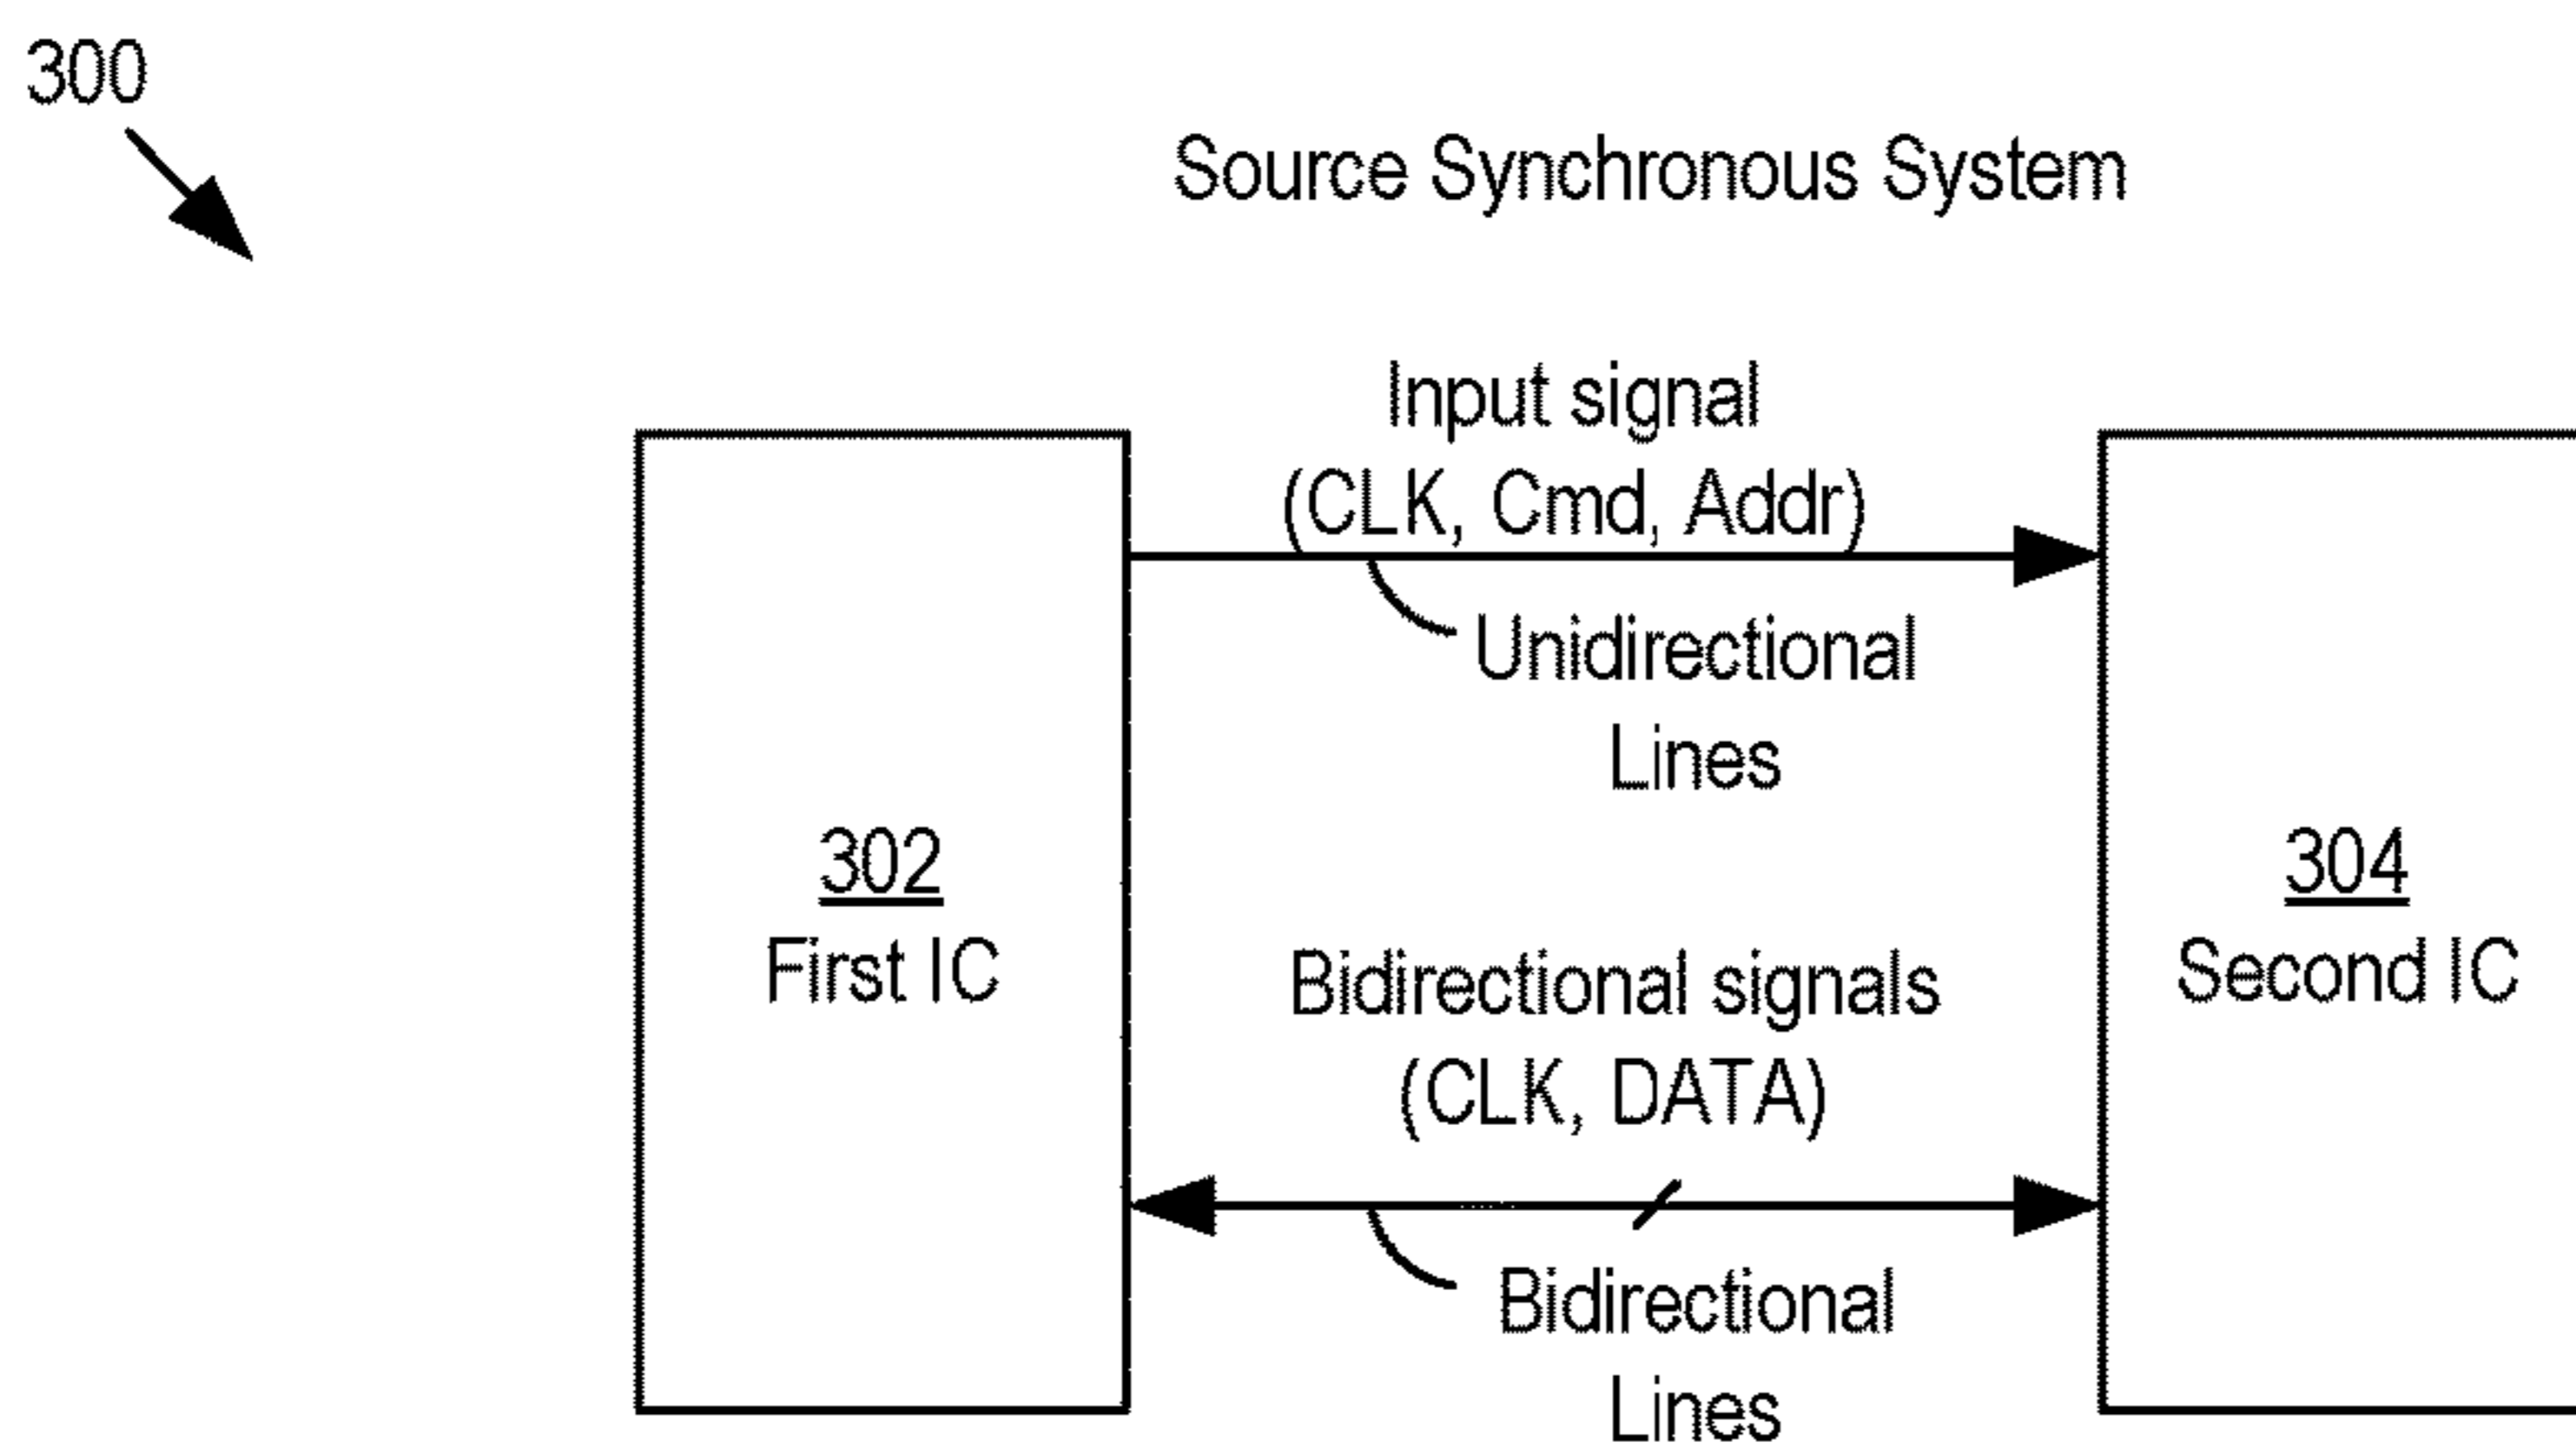 300
Source Synchronous System
Input signal
(CLK, Cmd, Addr)
Unidirectional
Lines
302
First IC
304
Second IC
Bidirectional signals
(CLK, DATA)
Bidirectional
Lines